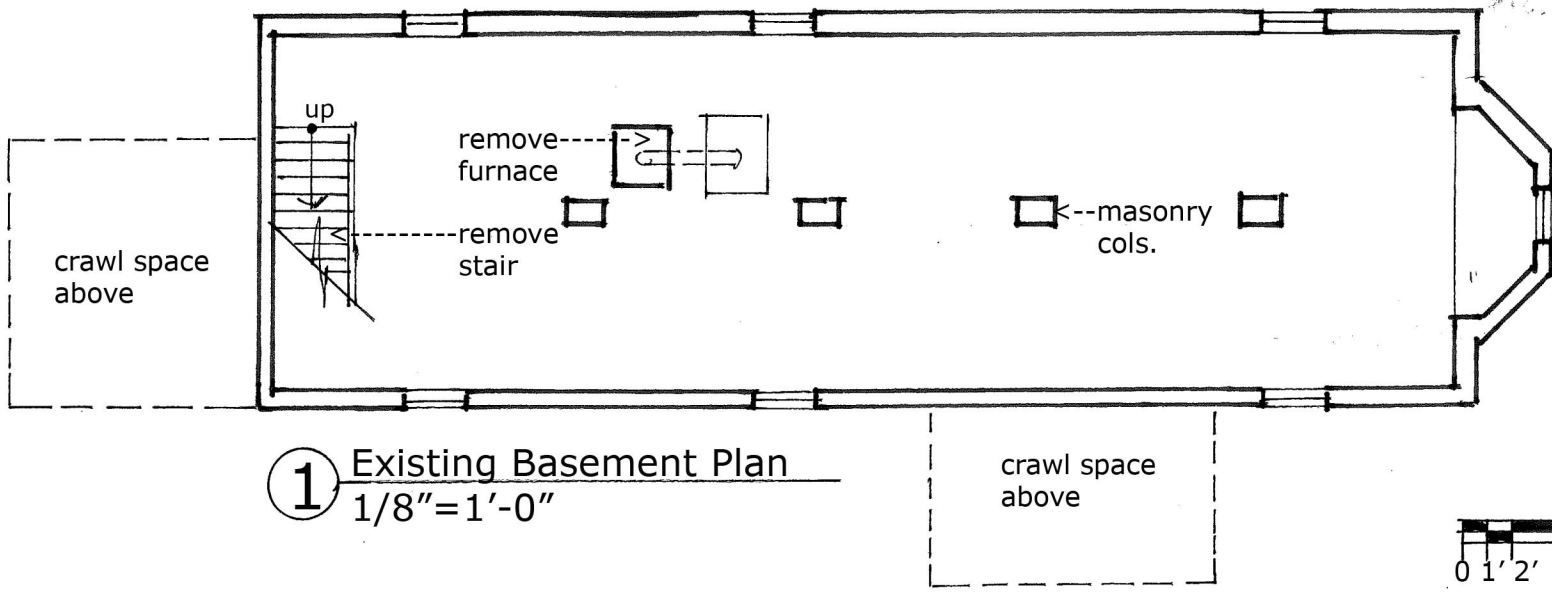 up
remove
furnace
remove
stair
masonry
cols.
crawl space
above
crawl space
above
1
Existing Basement Plan
1/8"=1'-0"
0 1' 2'